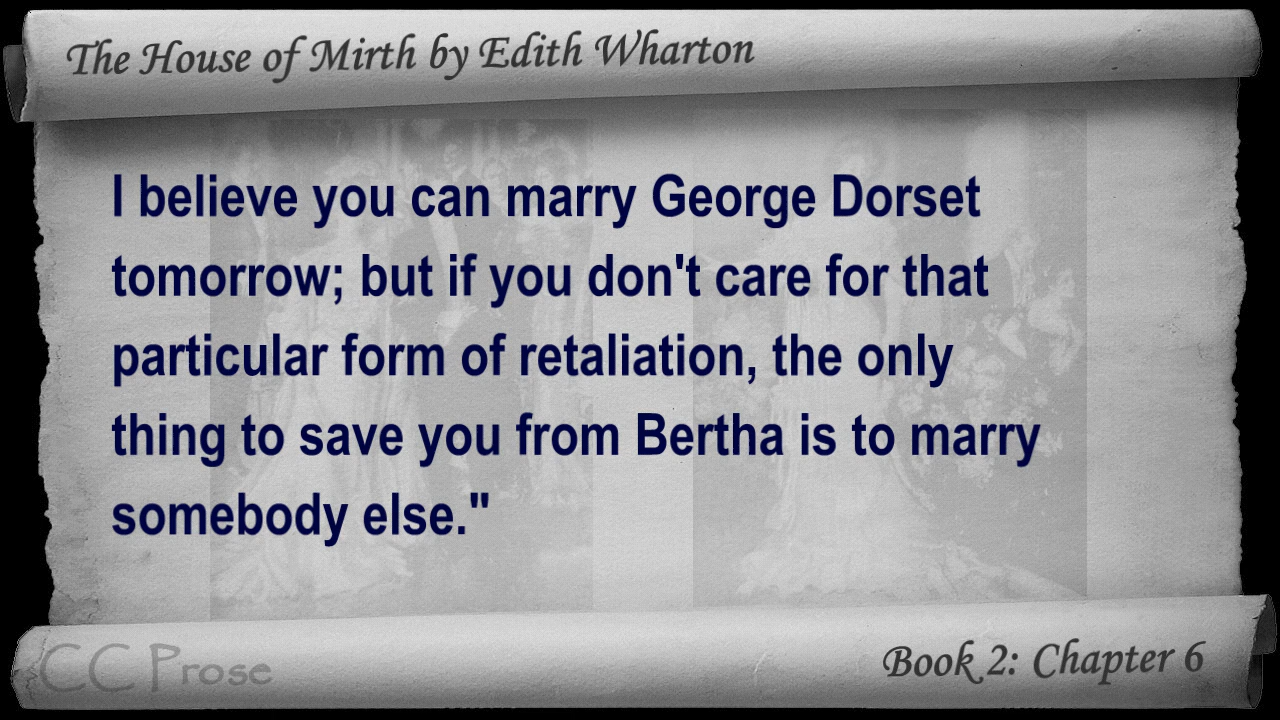 The House of Mirth by Edith Wharton
I believe you can marry George Dorset
tomorrow; but if you don't care for that
particular form of retaliation, the only
thing to save you from Bertha is to marry
somebody else."
CC Prose
Book 2: Chapter 6